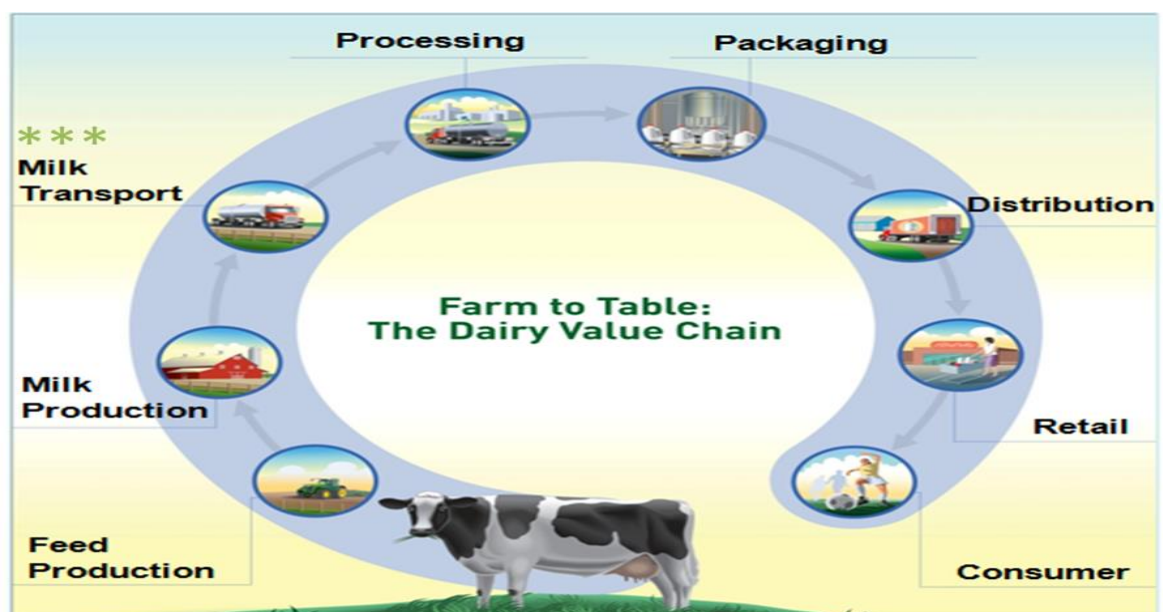 Processing
Packaging
***
Milk
Transport
Distribution
Farm to Table:
The Dairy Value Chain
Milk
Production
Retail
Feed
Production
Consumer